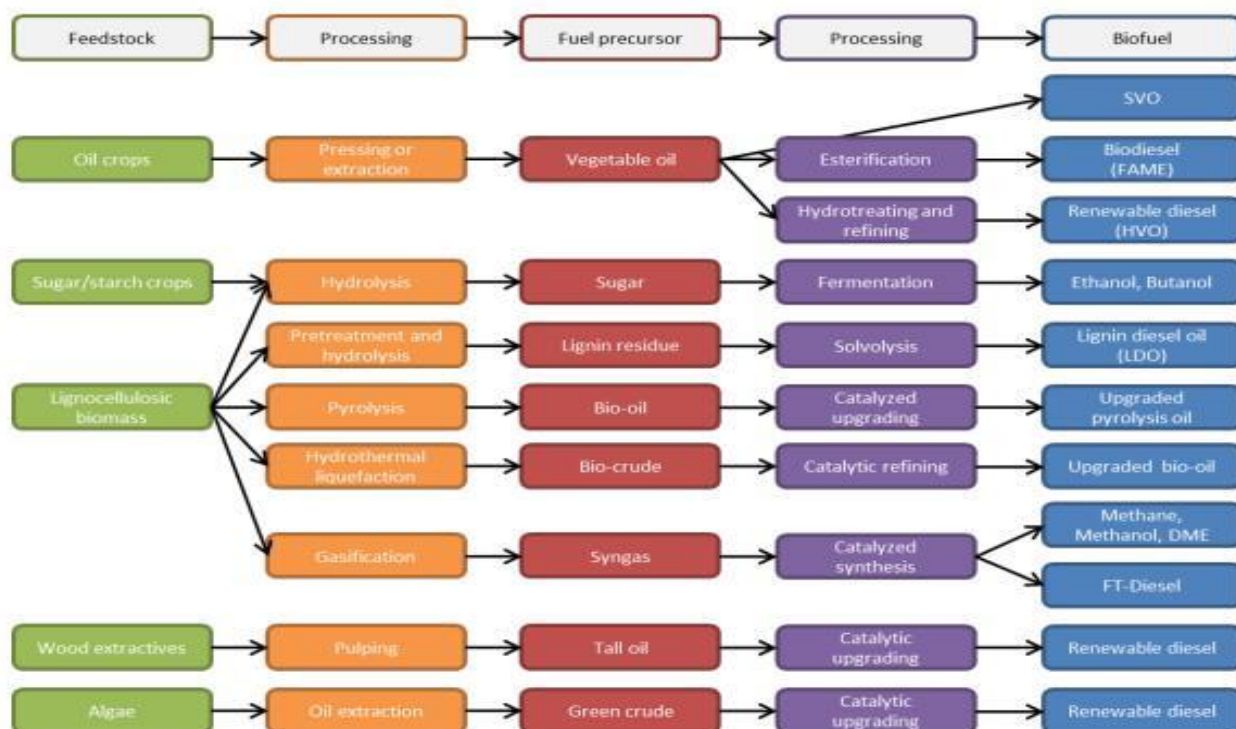 Feedstock
Processing
Fuel precursor
Processing
Biofuel
SVO
Oil crops
Pressing or
extraction
Vegetable oil
Esterification
Biodiesel
(FAME)
Hydrotreating and
refining
Renewable diesel
(HVO)
Sugar/starch crops
Hydrolysis
Sugar
Fermentation
Ethanol, Butanol
Pretreatment and
hydrolysis
Lignin residue
Solvolysis
Lignin diesel oil
(LDO)
Lignocellulosic
biomass
Pyrolysis
Bio-oil
Catalyzed
upgrading
Upgraded
pyrolysis oil
Hydrothermal
liquefaction
Bio-crude
Catalytic refining
Upgraded bio-oil
Gasification
Syngas
Catalyzed
synthesis
Methane,
Methanol, DME
FT-Diesel
Wood extractives
Pulping
Tall oil
Catalytic
upgrading
Renewable diesel
Algae
Oil extraction
Green crude
Catalytic
upgrading
Renewable diesel